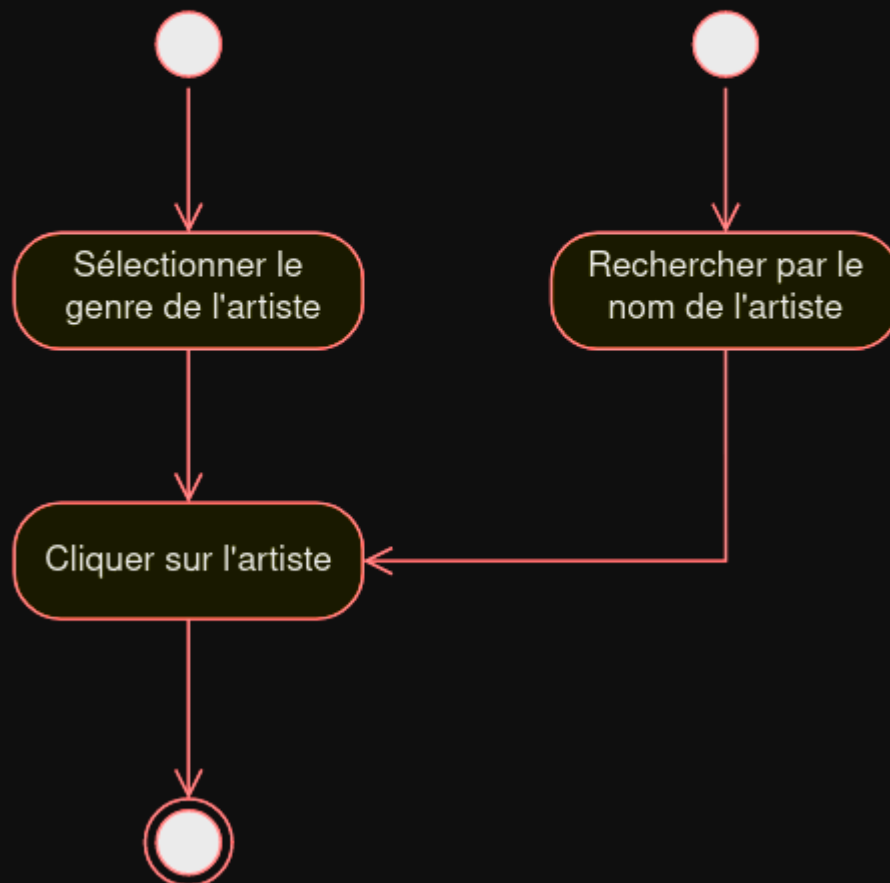 Sélectionner le
genre de l'artiste
Rechercher par le
nom de l'artiste
Cliquer sur l'artiste